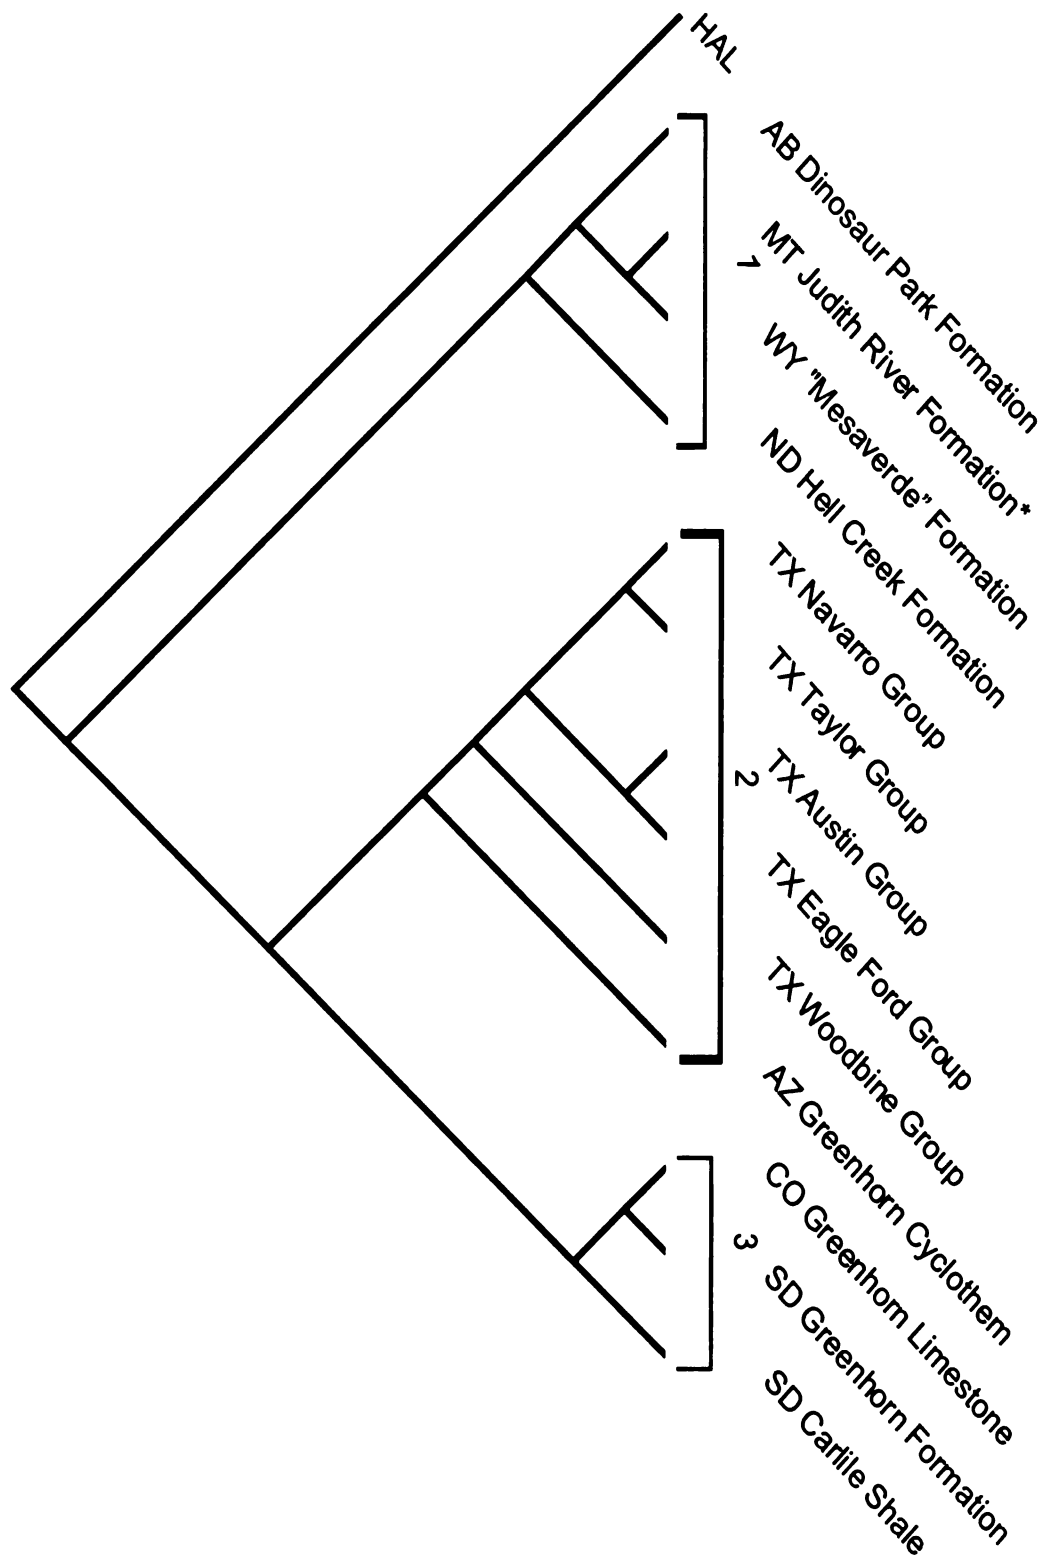 HAL
AB Dinosaur Park Formation
MT Judith River Formation*
WY "Mesaverde" Formation
ND Hell Creek Formation
1
TX Navarro Group
TX Taylor Group
TX Austin Group
TX Eagle Ford Group
TX Woodbine Group
AZ Greenhorn Cyclothem
2
CO Greenhorn Limestone
SD Greenhorn Formation
SD Carlile Shale
3